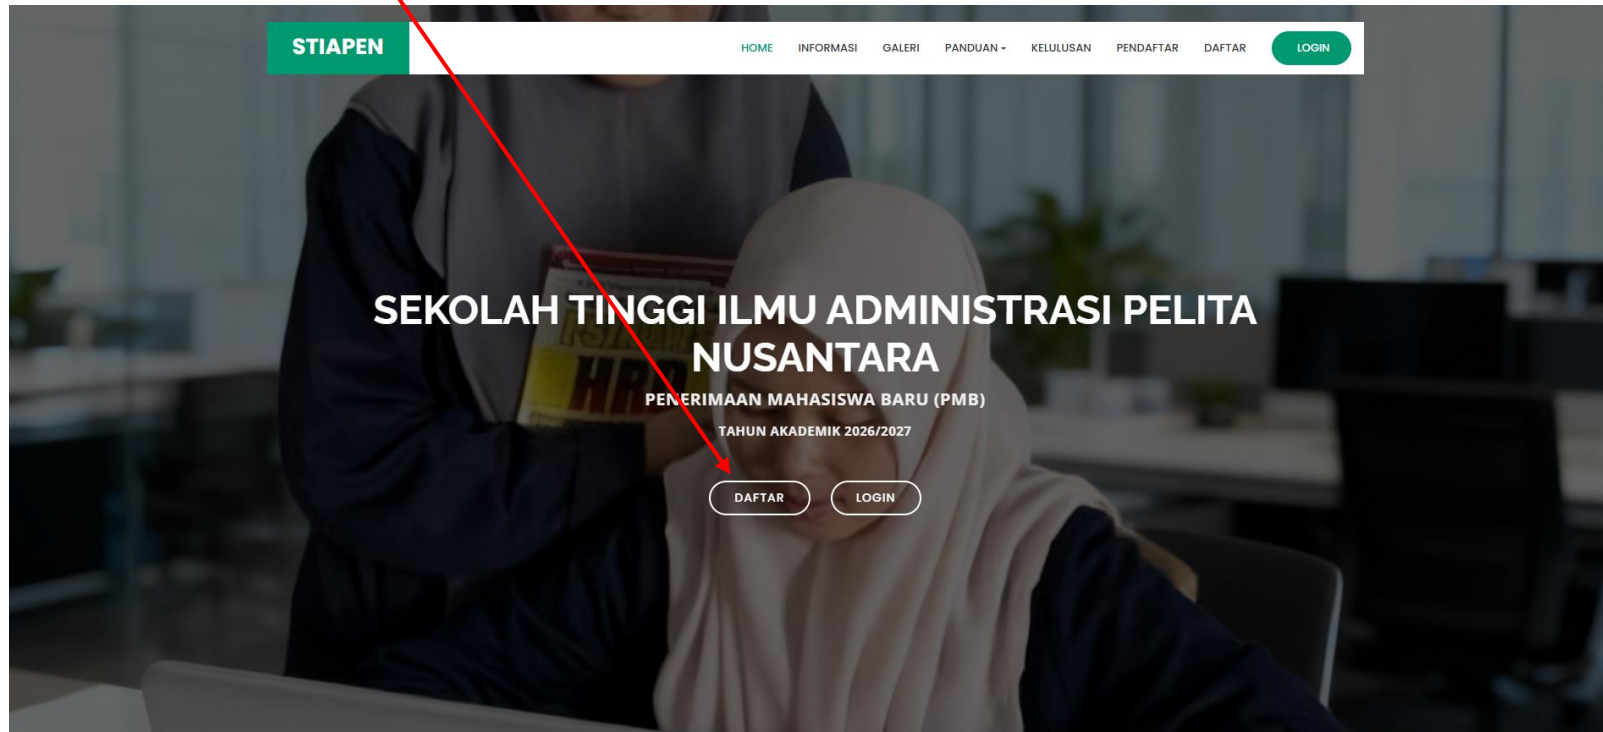 STIAPEN
HOME INFORMASI GALERI PANDUAN KELULUSAN PENDAFTAR DAFTAR LOGIN
HRD
SEKOLAH TINGGI ILMU ADMINISTRASI PELITA
NUSANTARA
PENERIMAAN MAHASISWA BARU (PMB)
TAHUN AKADEMIK 2026/2027
DAFTAR LOGIN